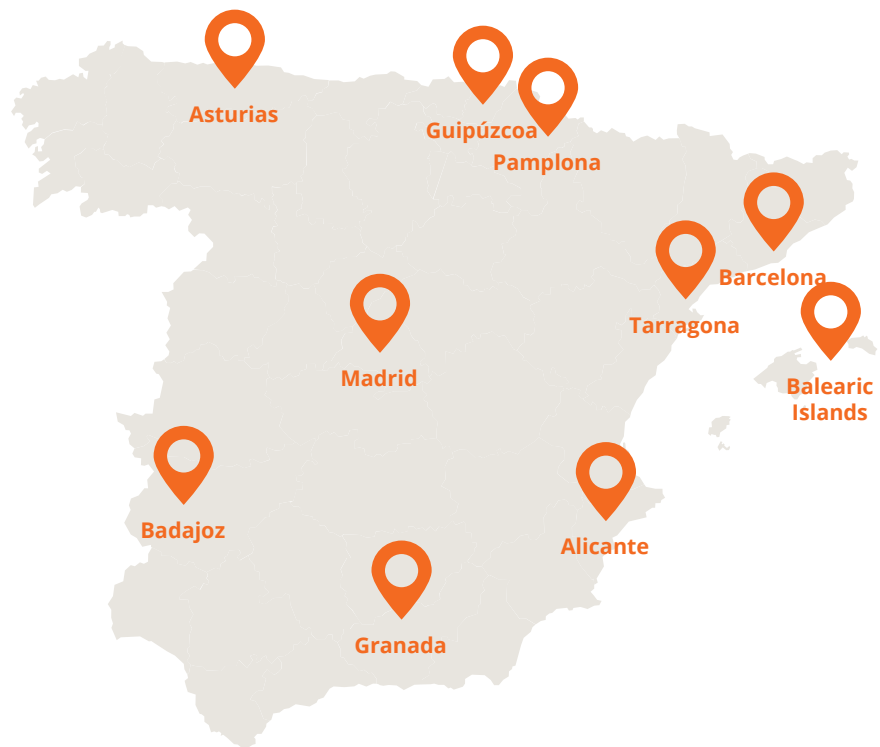 Asturias
Guipúzcoa
Pamplona
Barcelona
Tarragona
Madrid
Balearic
Islands
Badajoz
Alicante
Granada